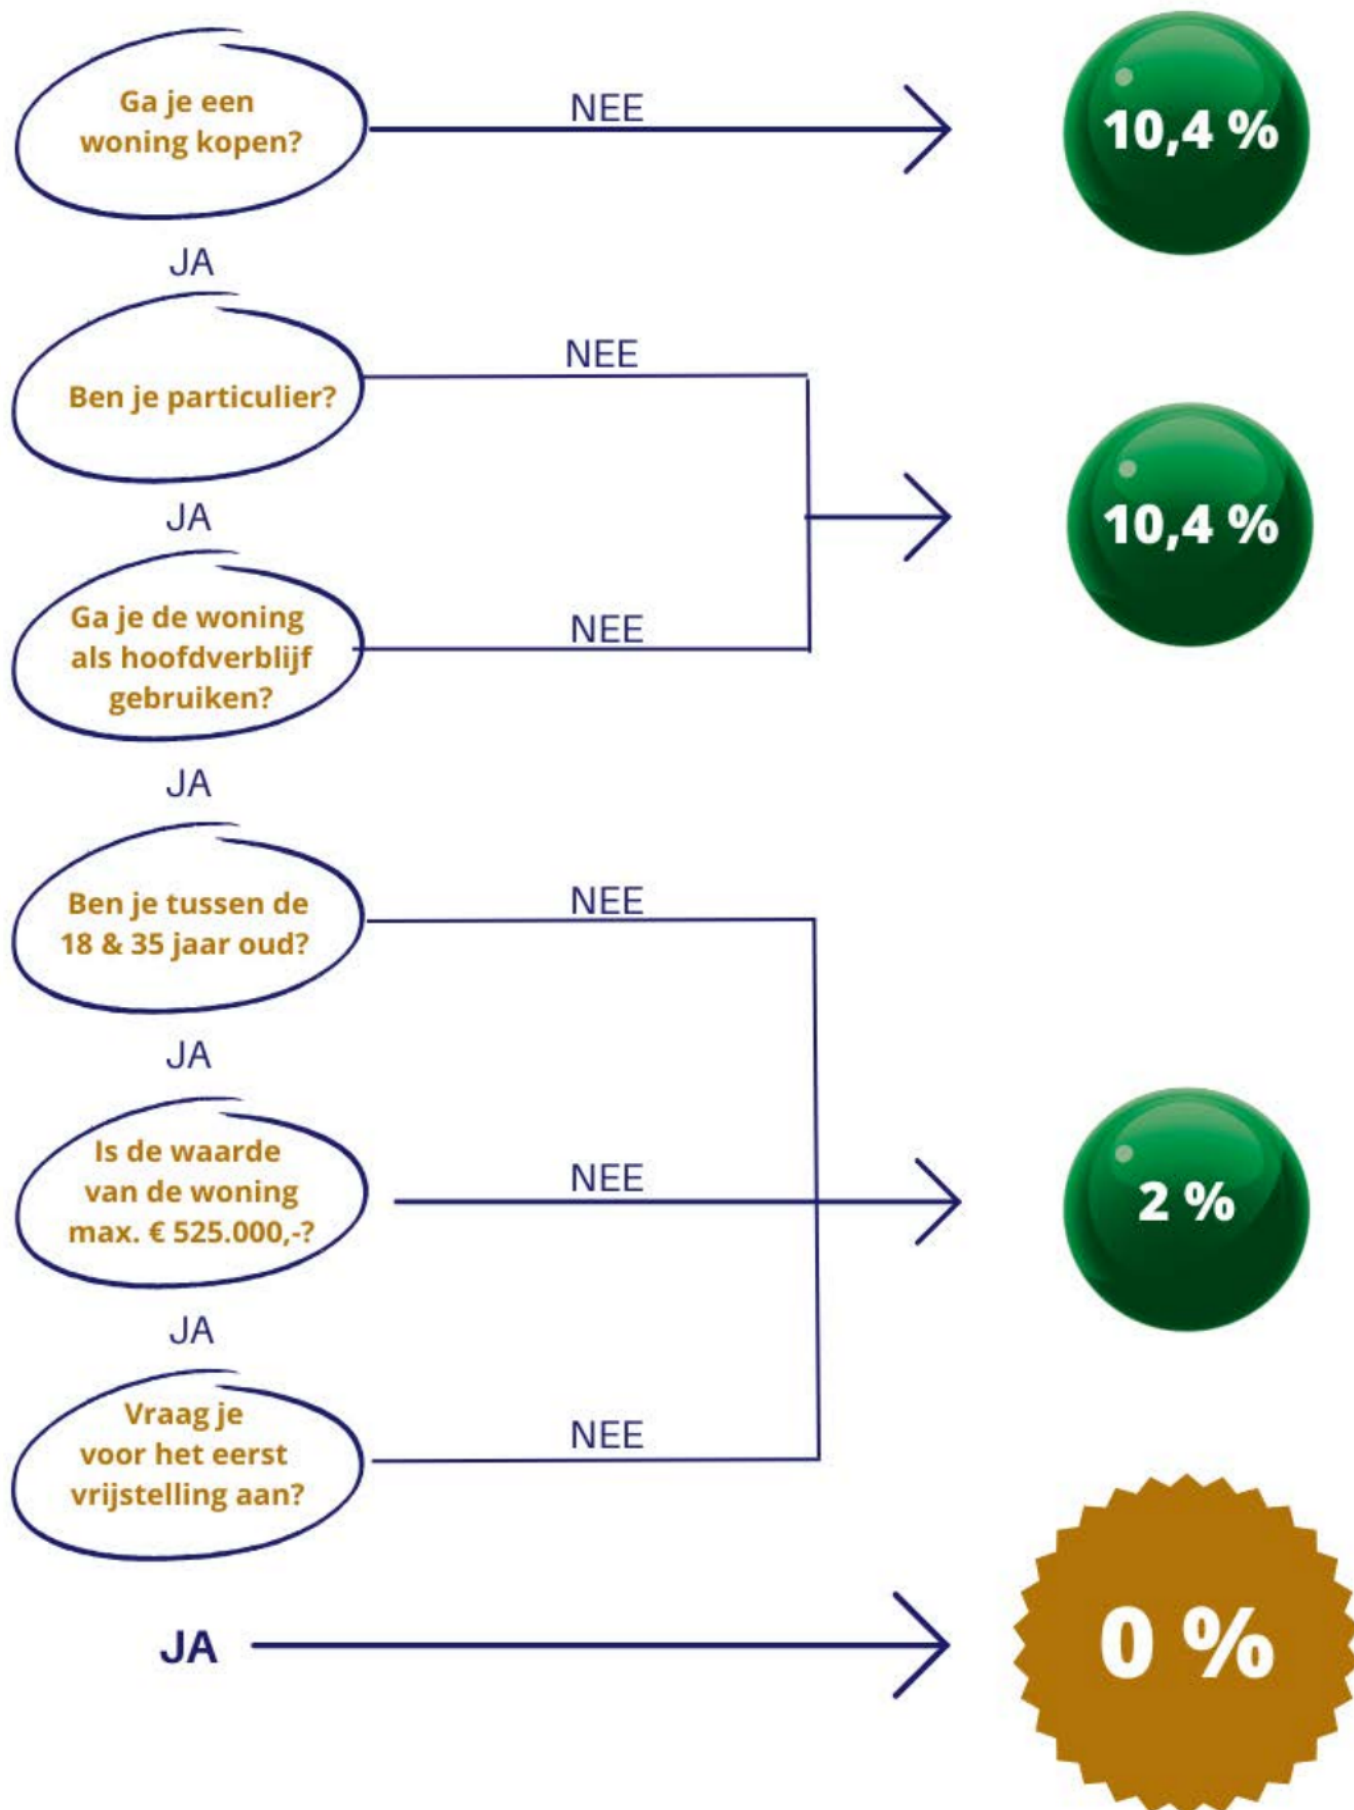 Ga je een
woning kopen?
NEE
10,4 %
JA
Ben je particulier?
NEE
10,4 %
JA
Ga je de woning
als hoofdverblijf
gebruiken?
NEE
JA
Ben je tussen de
18 & 35 jaar oud?
NEE
JA
Is de waarde
van de woning
max. € 525.000,-?
NEE
2 %
JA
Vraag je
voor het eerst
vrijstelling aan?
NEE
JA
0 %